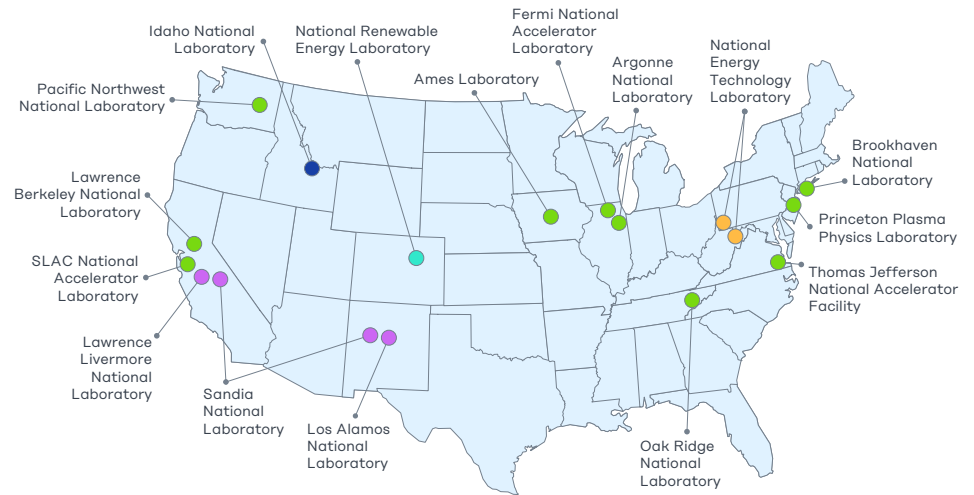 Fermi National
Accelerator
Laboratory
Idaho National
Laboratory
National Renewable
Energy Laboratory
National
Energy
Technology
Laboratory
Argonne
National
Laboratory
Ames Laboratory
Pacific Northwest
National Laboratory
Brookhaven
National
Laboratory
Lawrence
Berkeley National
Laboratory
Princeton Plasma
Physics Laboratory
SLAC National
Accelerator
Laboratory
Thomas Jefferson
National Accelerator
Facility
Lawrence
Livermore
National
Laboratory
Sandia
National
Laboratory
Los Alamos
National
Laboratory
Oak Ridge
National
Laboratory